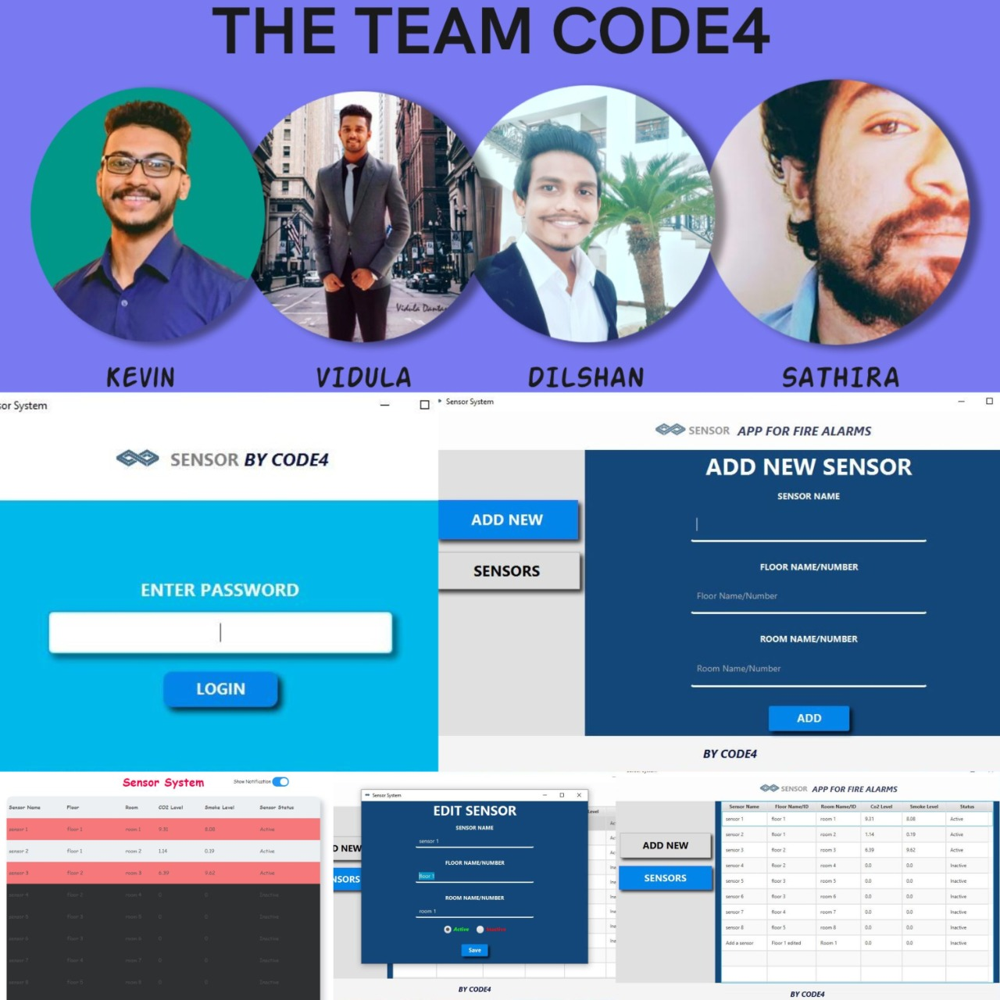 THE TEAM CODE4
KEVIN
VIDULA
DILSHAN
SATHIRA
Vidula
sor System
SENSOR BY CODE4
ENTER PASSWORD
LOGIN
Sensor System
SENSOR APP FOR FIRE ALARMS
ADD NEW
SENSORS
ADD NEW SENSOR
SENSOR NAME
FLOOR NAME/NUMBER
Floor Name/Number
ROOM NAME/NUMBER
Room Name/Number
ADD
BY CODE4
Sensor System
Show Notification
Sensor Name Floor Room CO2 Level Smoke Level Sensor Status
sensor 1 floor 1 room 1 9.31 8.08 Active
sensor 2 floor 1 room 2 1.14 0.19 Active
sensor 3 floor 2 room 3 6.39 9.62 Active
sensor 4 floor 2 room 4 0 0 Inactive
sensor 5 floor 3 room 5 0 0 Inactive
sensor 6 floor 3 room 6 0 0 Inactive
sensor 7 floor 4 room 7 0 0 Inactive
sensor 8 floor 5 room 8 0 0 Inactive
Sensor System
EDIT SENSOR
SENSOR NAME
sensor 1
FLOOR NAME/NUMBER
floor 1
ROOM NAME/NUMBER
room 1
Active Inactive
Save
D NEW
NSORS
Level
BY CODE4
SENSOR APP FOR FIRE ALARMS
ADD NEW
SENSORS
Sensor Name Floor Name/ID Room Name/ID Co2 Level Smoke Level Status
sensor 1 floor 1 room 1 9.31 8.08 Active
sensor 2 floor 1 room 2 1.14 0.19 Active
sensor 3 floor 2 room 3 6.39 9.62 Active
sensor 4 floor 2 room 4 0.0 0.0 Inactive
sensor 5 floor 3 room 5 0.0 0.0 Inactive
sensor 6 floor 3 room 6 0.0 0.0 Inactive
sensor 7 floor 4 room 7 0.0 0.0 Inactive
sensor 8 floor 5 room 8 0.0 0.0 Inactive
Add a sensor Floor 1 edited Room 1 0.0 0.0 Inactive
BY CODE4